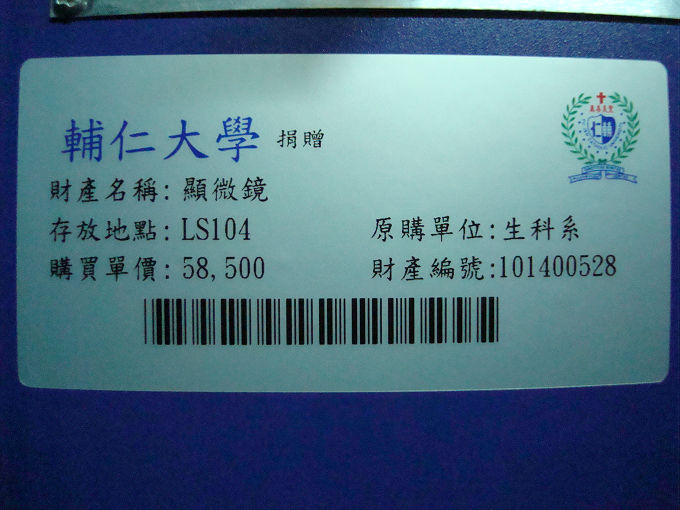 輔仁大學 捐贈
財產名稱: 顯微鏡
存放地點: LS104 原購單位: 生科系
購買單價: 58,500 財產編號:101400528